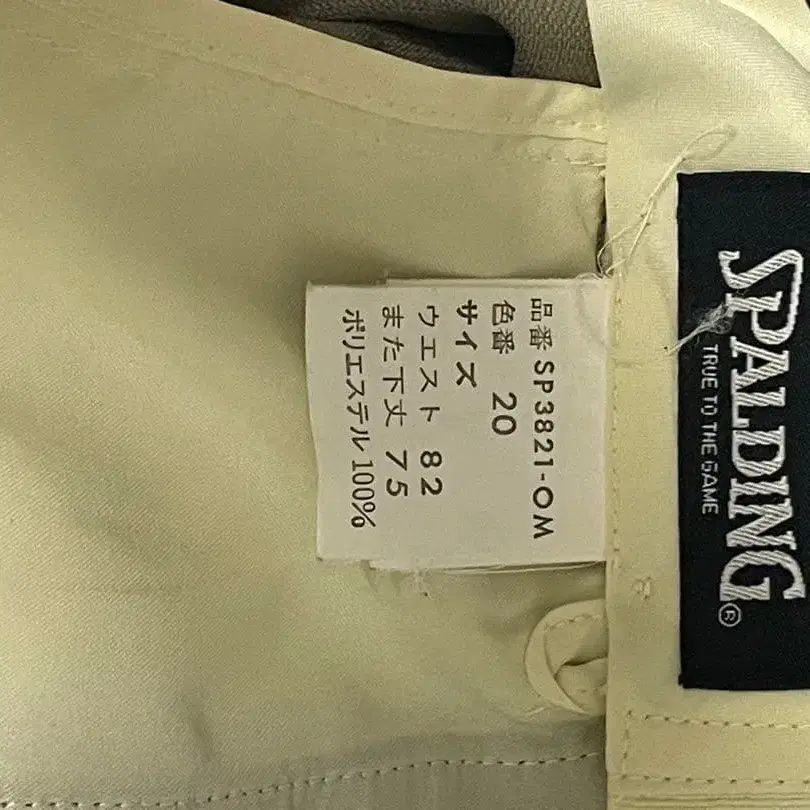 SPALDING®
TRUE TO THE GAME
品番 SP3821-OM
色番 20
サイズ
ウエスト 82
また下丈 75
ポリエステル 100%